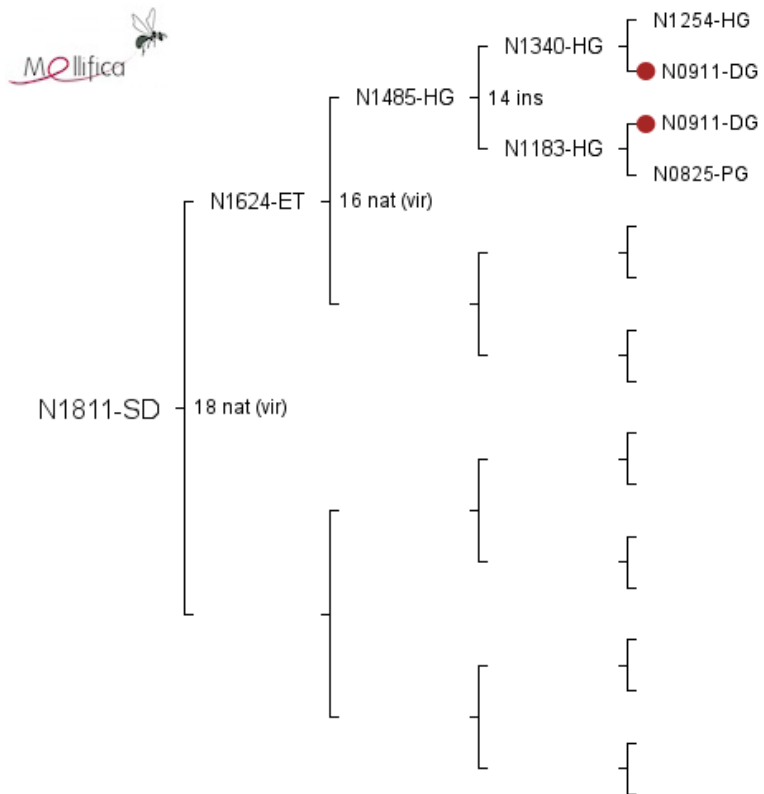 Mellifica
N1254-HG
N1340-HG
N0911-DG
N1485-HG
14 ins
N0911-DG
N1183-HG
N0825-PG
N1624-ET
16 nat (vir)
N1811-SD
18 nat (vir)